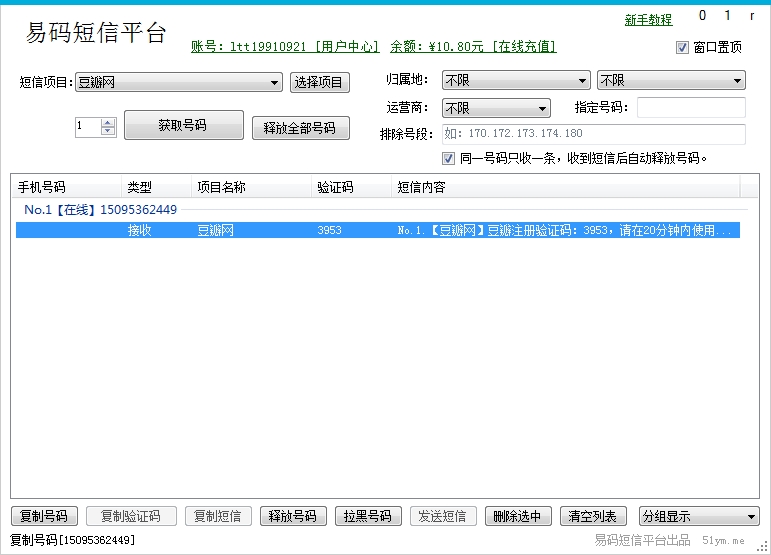 新手教程 0 1 r
易码短信平台
账号：ltt19910921 [用户中心] 余额：¥10.80元 [在线充值] 窗口置顶
短信项目： 豆瓣网 选择项目 归属地： 不限 不限
运营商： 不限 指定号码：
1 获取号码 释放全部号码 排除号段： 如：170.172.173.174.180
同一号码只收一条，收到短信后自动释放号码。
手机号码 类型 项目名称 验证码 短信内容
No.1【在线】15095362449
接收 豆瓣网 3953 No.1.【豆瓣网】豆瓣注册验证码：3953，请在20分钟内使用...
复制号码 复制验证码 复制短信 释放号码 拉黑号码 发送短信 删除选中 清空列表 分组显示
复制号码[15095362449] 易码短信平台出品 51ym.me